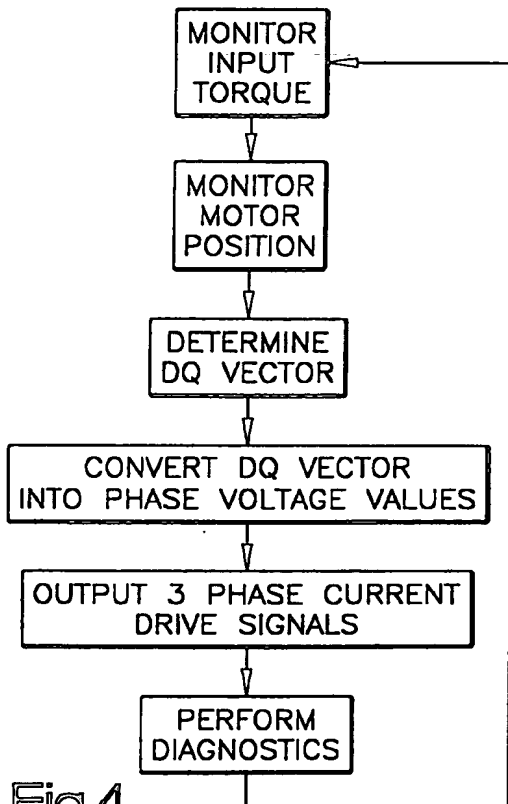 MONITOR
INPUT
TORQUE
MONITOR
MOTOR
POSITION
DETERMINE
DQ VECTOR
CONVERT DQ VECTOR
INTO PHASE VOLTAGE VALUES
OUTPUT 3 PHASE CURRENT
DRIVE SIGNALS
PERFORM
DIAGNOSTICS
Fig 4